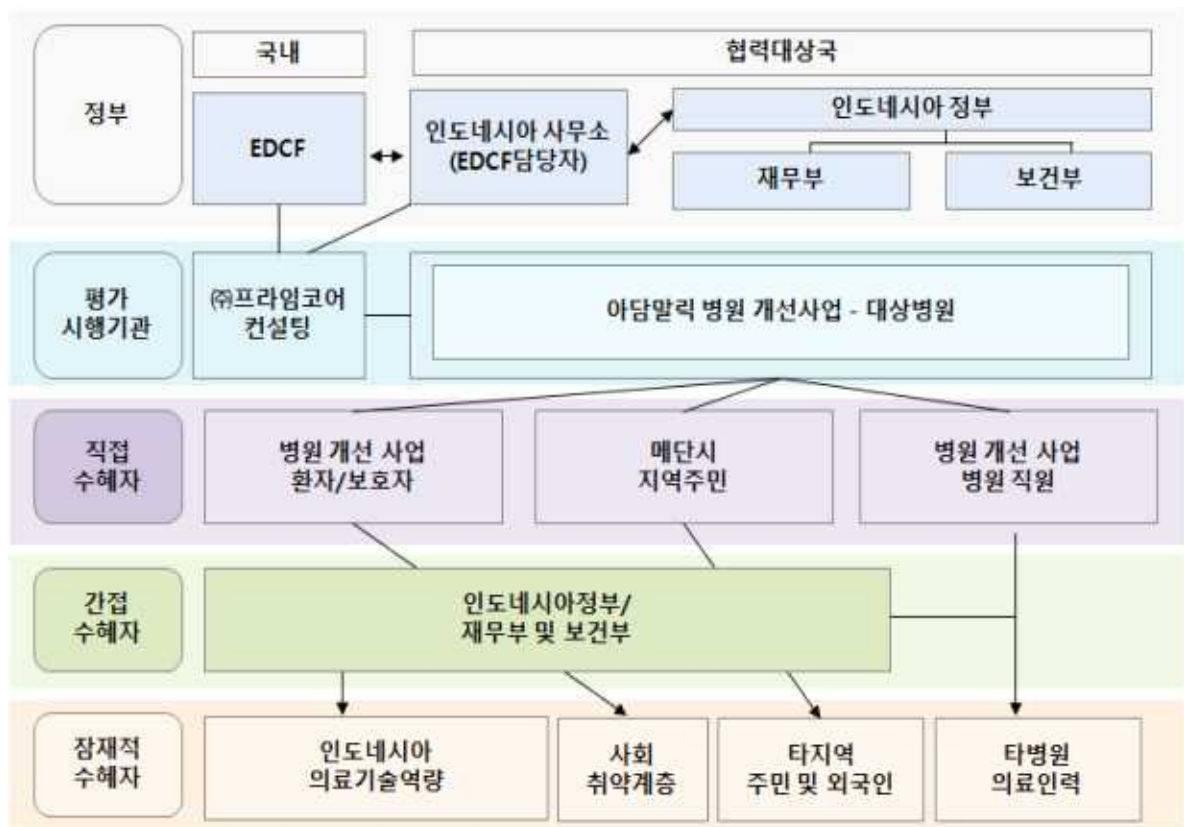 정부
국내
협력대상국
EDCF
인도네시아 사무소
(EDCF담당자)
인도네시아 정부
재무부
보건부
평가
시행기관
㈜프라임코어
컨설팅
아담말릭 병원 개선사업 - 대상병원
직접
수혜자
병원 개선 사업
환자/보호자
메단시
지역주민
병원 개선 사업
병원 직원
간접
수혜자
인도네시아정부/
재무부 및 보건부
잠재적
수혜자
인도네시아
의료기술역량
사회
취약계층
타지역
주민 및 외국인
타병원
의료인력